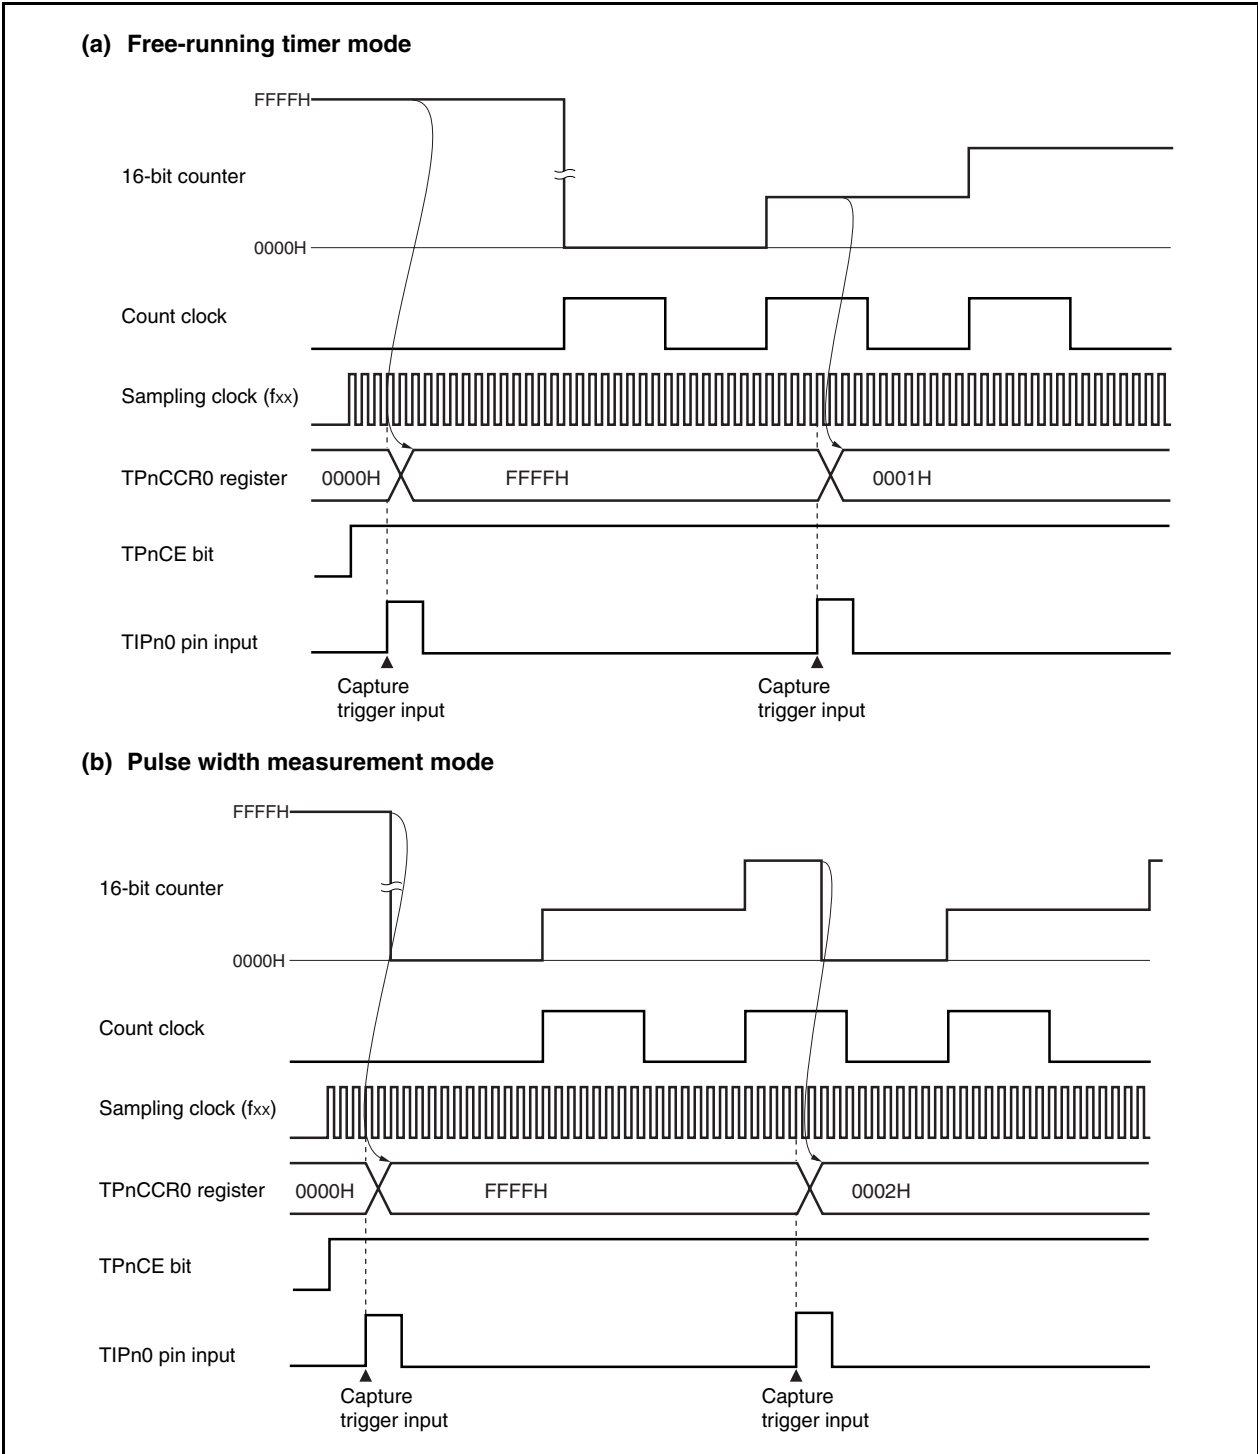 (a) Free-running timer mode
FFFFH
16-bit counter
0000H
Count clock
Sampling clock (fxx)
TPnCCR0 register
0000H
FFFFH
0001H
TPnCE bit
TIPn0 pin input
Capture
trigger input
Capture
trigger input
(b) Pulse width measurement mode
FFFFH
16-bit counter
0000H
Count clock
Sampling clock (fxx)
TPnCCR0 register
0000H
FFFFH
0002H
TPnCE bit
TIPn0 pin input
Capture
trigger input
Capture
trigger input